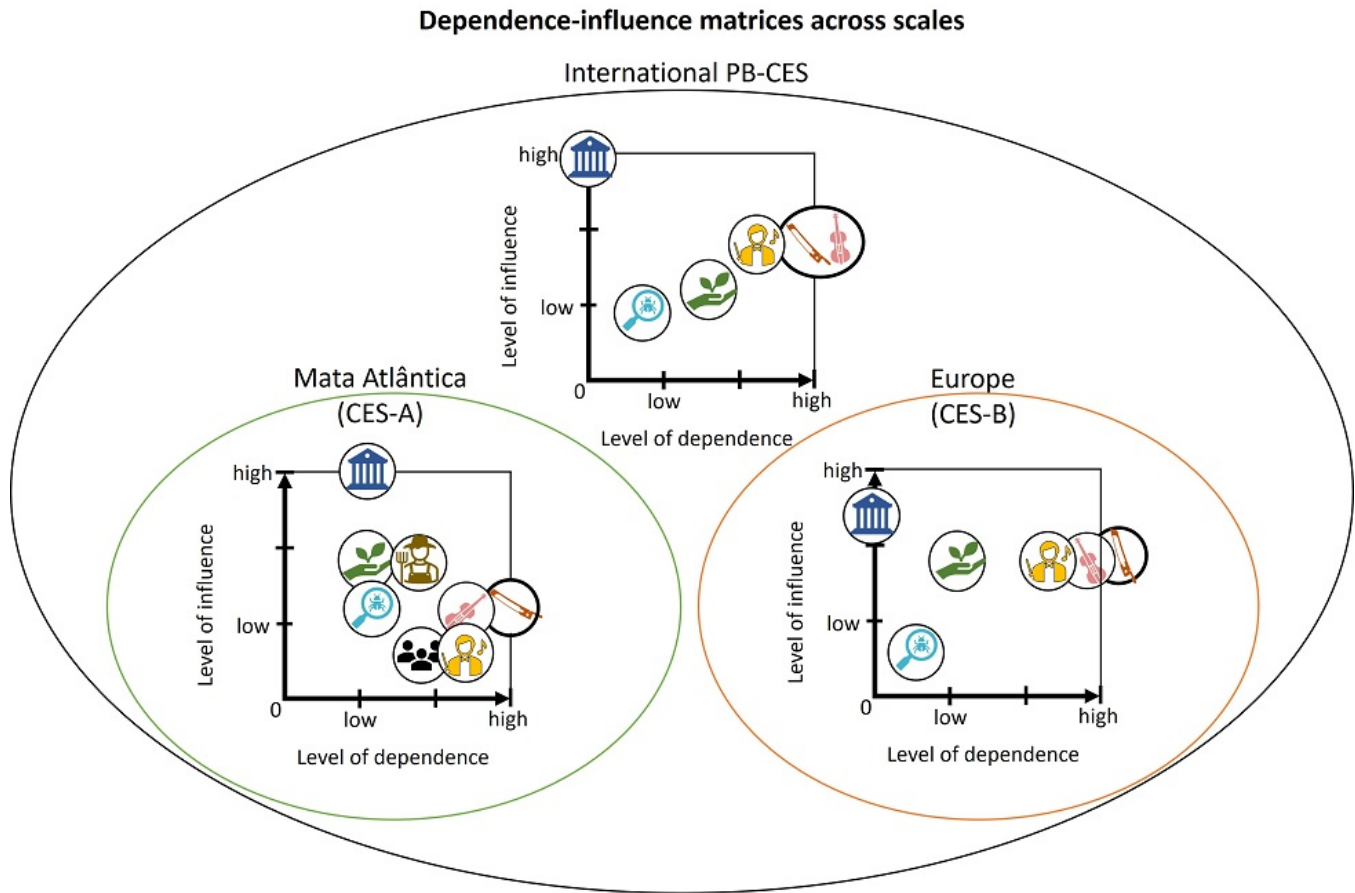 Dependence-influence matrices across scales
International PB-CES
high
Level of influence
low
0
low
high
Level of dependence
Mata Atlântica
(CES-A)
high
Level of influence
low
0
low
high
Level of dependence
Europe
(CES-B)
high
Level of influence
low
0
low
high
Level of dependence